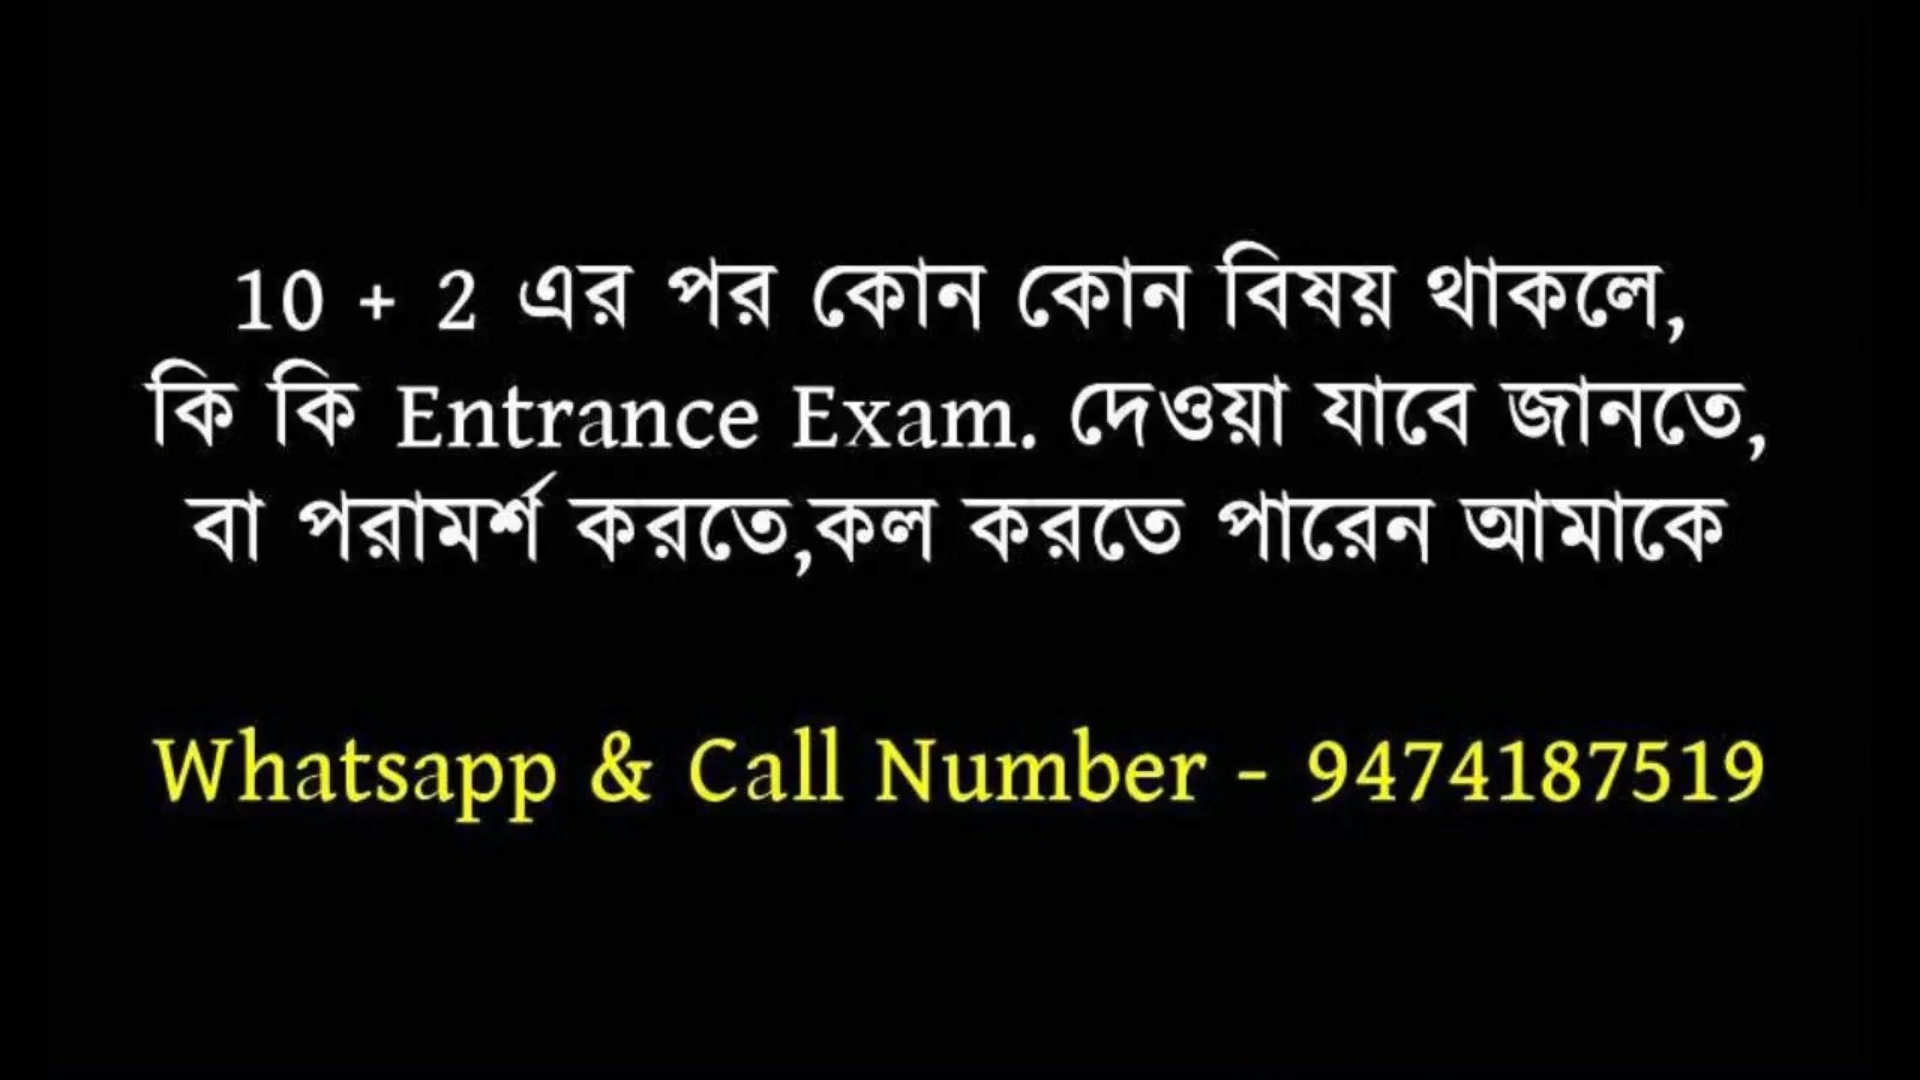 10 + 2 এর পর কোন কোন বিষয় থাকলে,
কি কি Entrance Exam. দেওয়া যাবে জানতে,
বা পরামর্শ করতে,কল করতে পারেন আমাকে
Whatsapp & Call Number - 9474187519